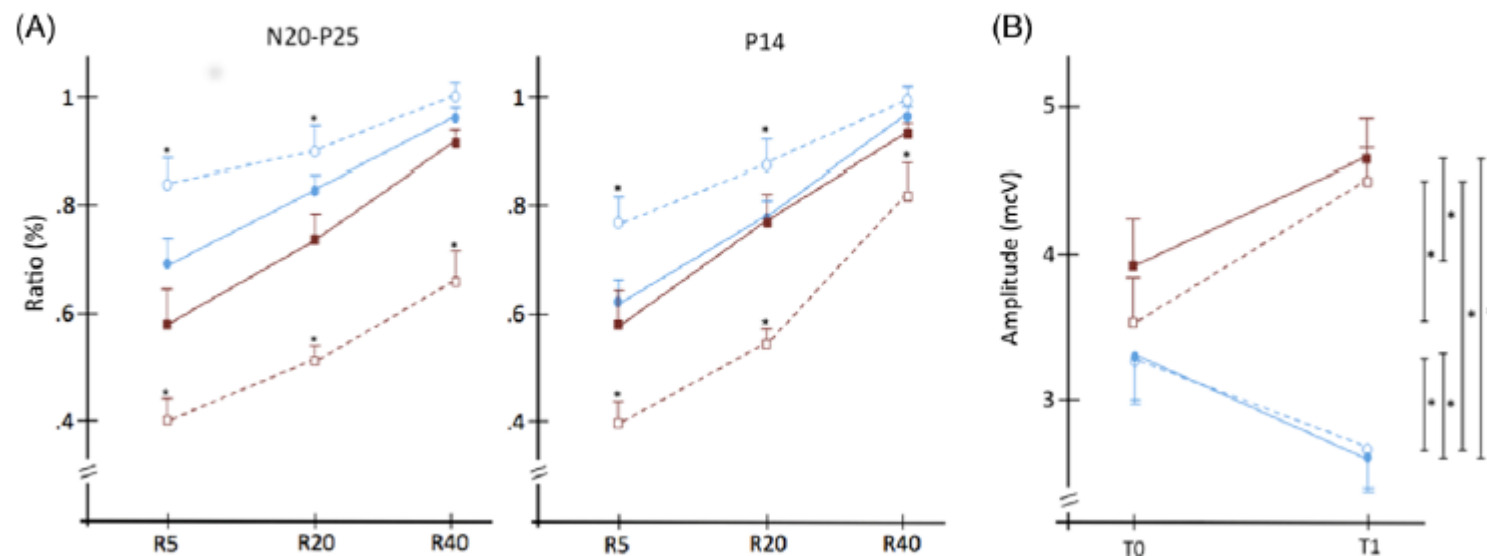 (A)
N20-P25
Ratio (%)
1
.8
.6
.4
R5 R20 R40
* * * * *
P14
1
.8
.6
.4
R5 R20 R40
* * * * *
(B)
Amplitude (mcV)
5
4
3
T0 T1
* * * * *